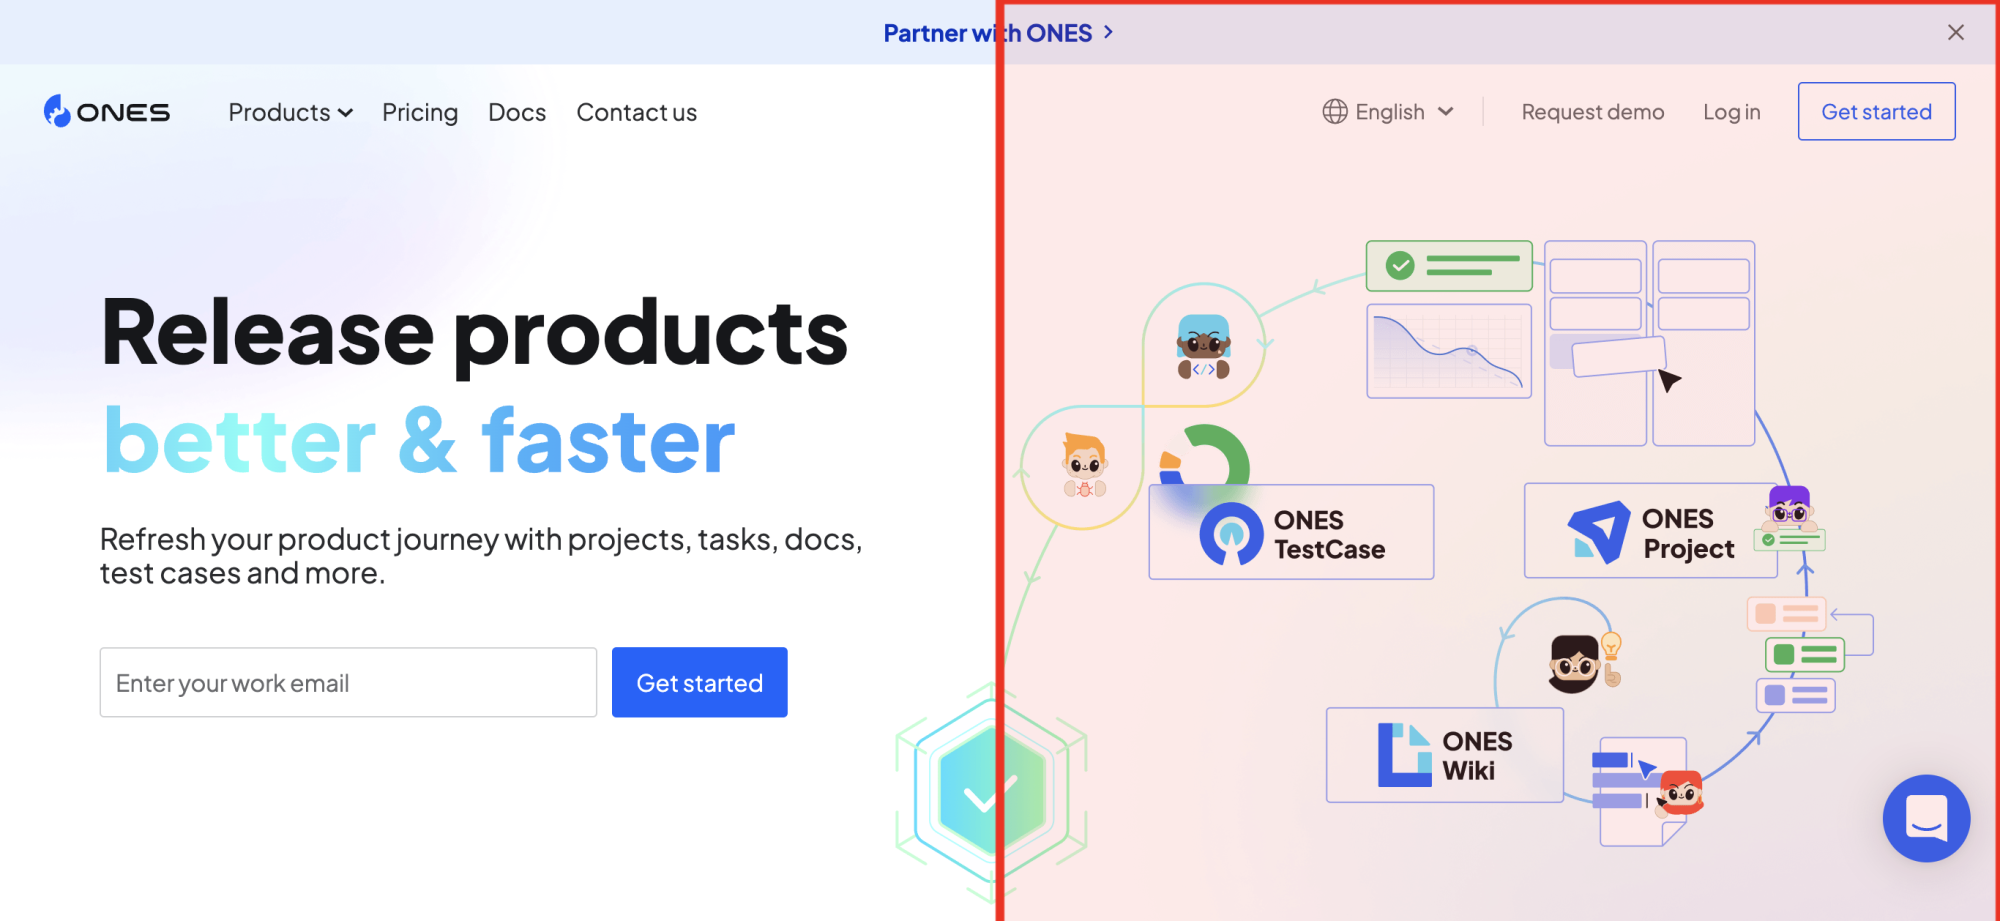 Partner with ONES
ONES
Products
Pricing
Docs
Contact us
English
Request demo
Log in
Get started
Release products
better & faster
Refresh your product journey with projects, tasks, docs,
test cases and more.
Enter your work email
Get started
</>
ONES
TestCase
ONES
Project
ONES
Wiki